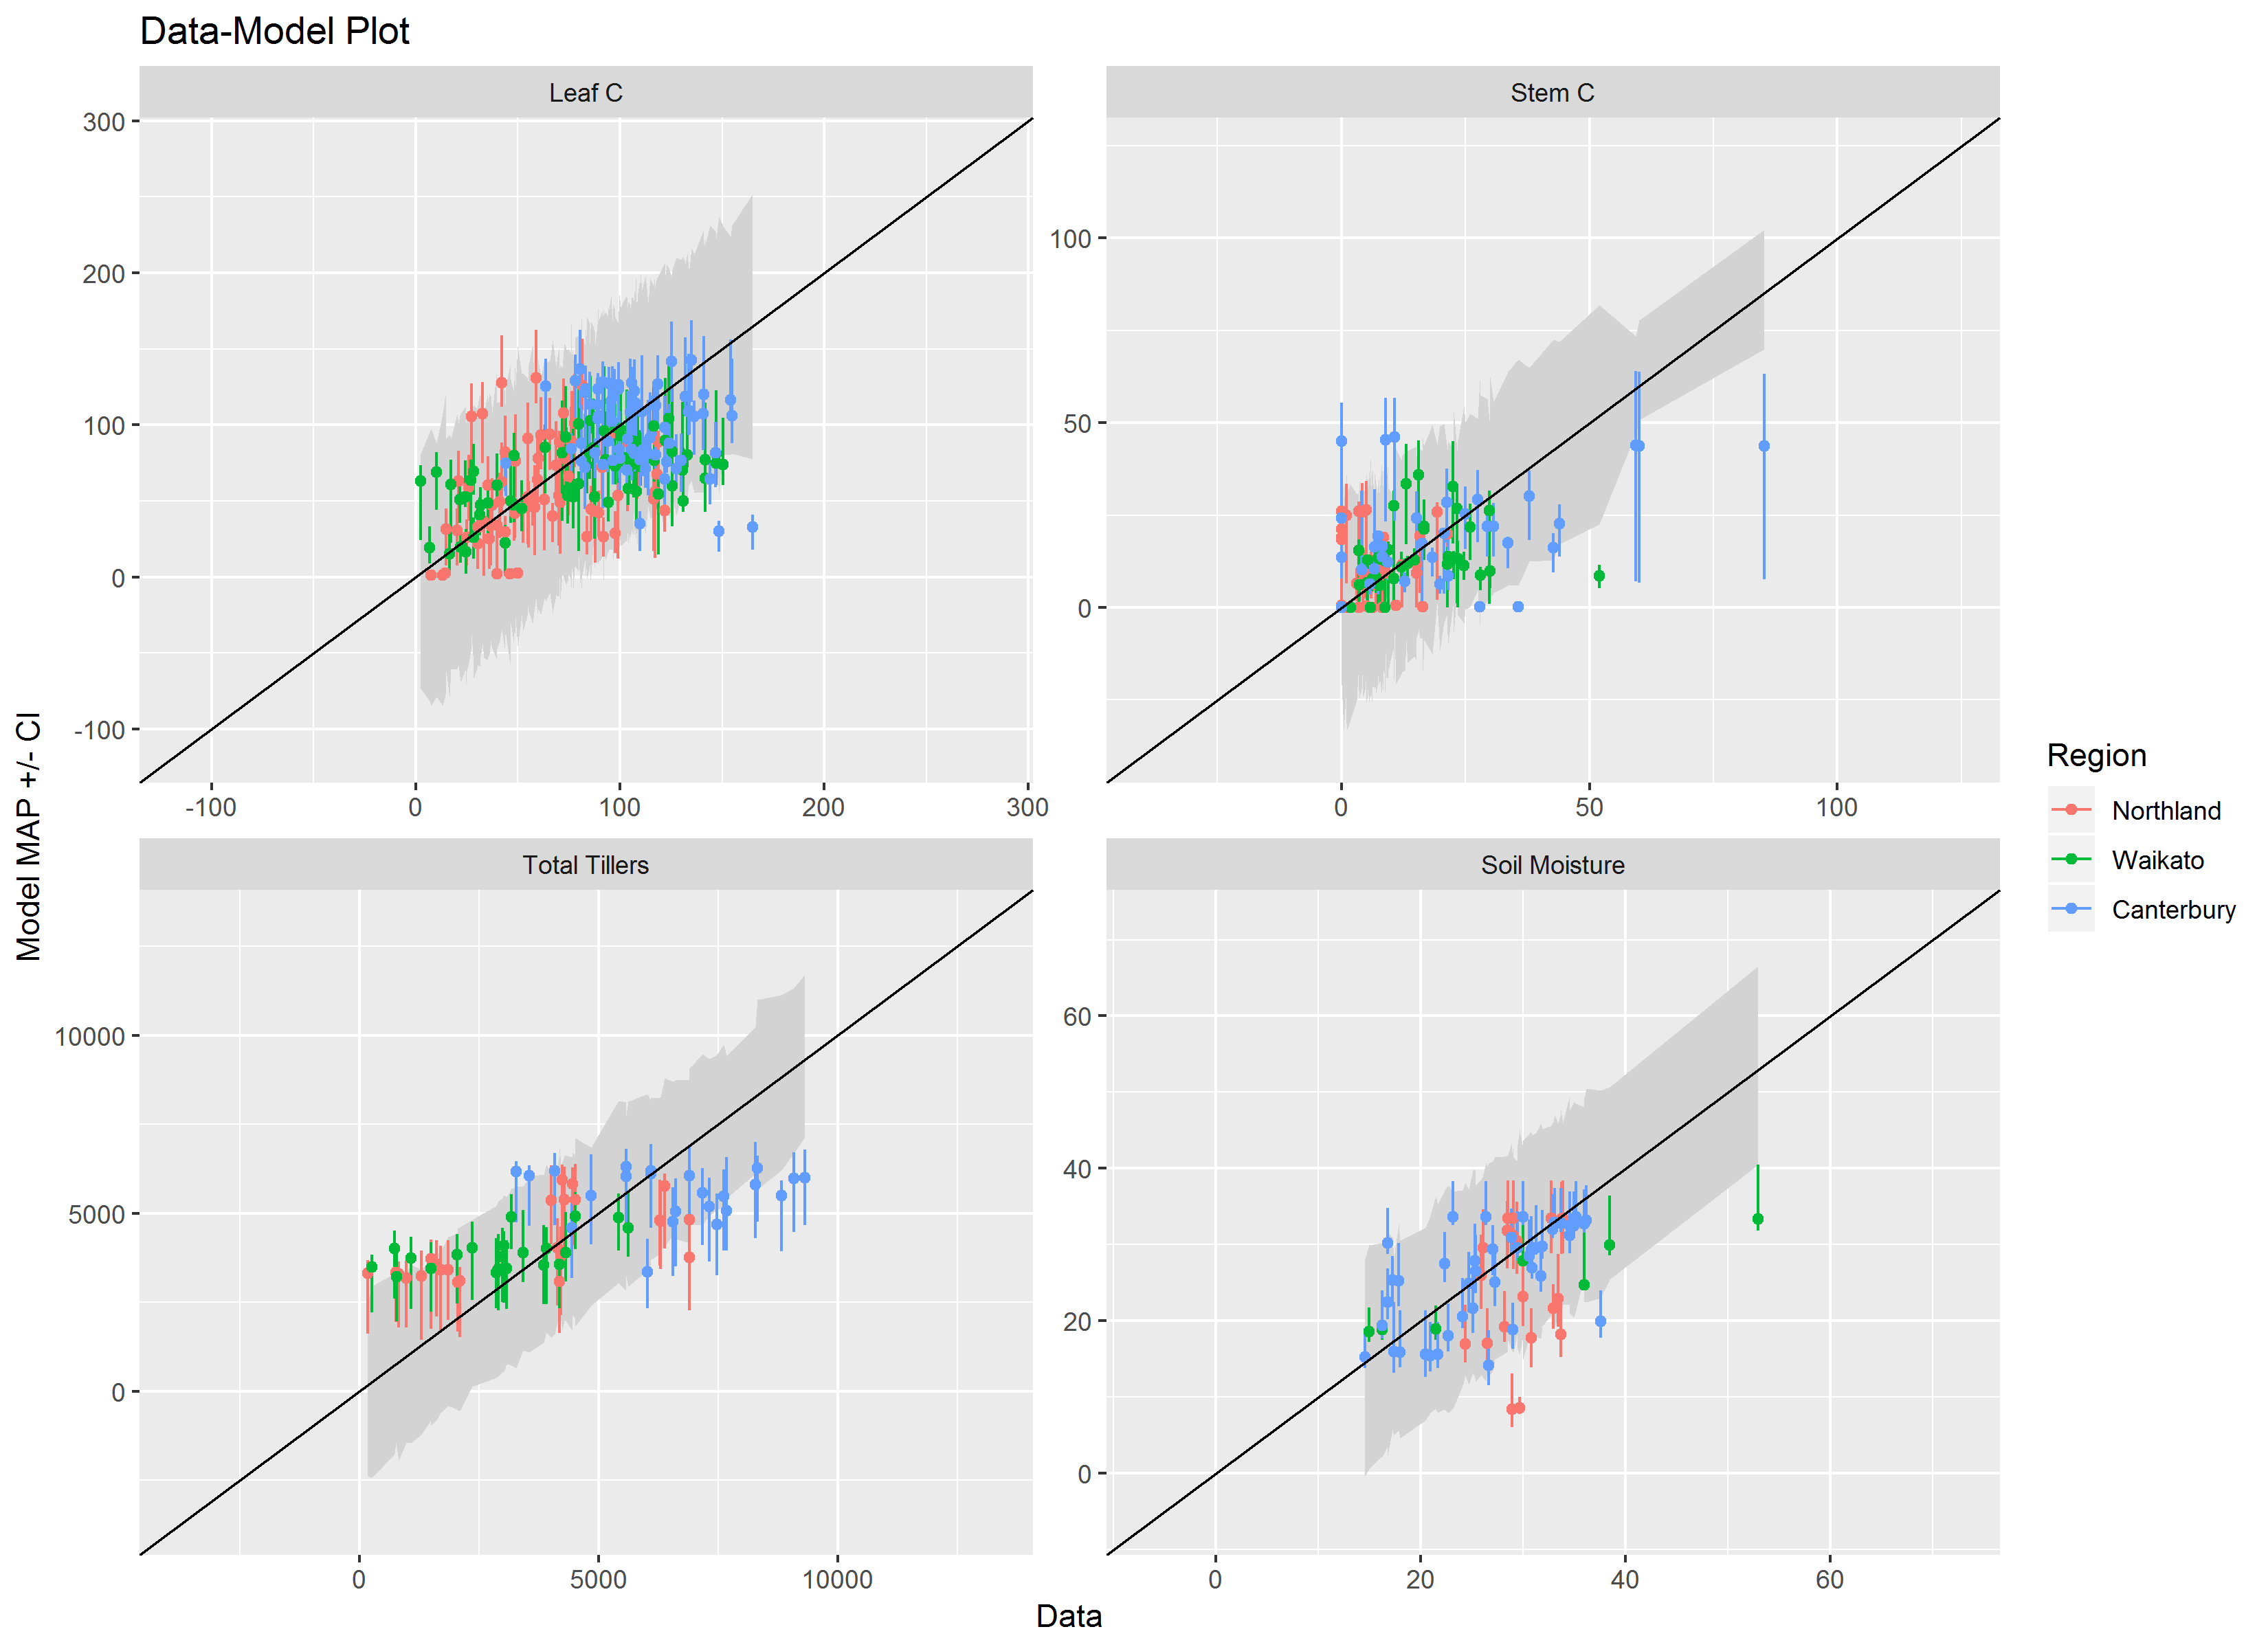 Data-Model Plot
Leaf C
Stem C
300
200
100
0
-100
100
50
0
-100 0 100 200 300
0 50 100
Total Tillers
Soil Moisture
10000
5000
0
60
40
20
0
0 5000 10000
0 20 40 60
Model MAP +/- CI
Data
Region
Northland
Waikato
Canterbury